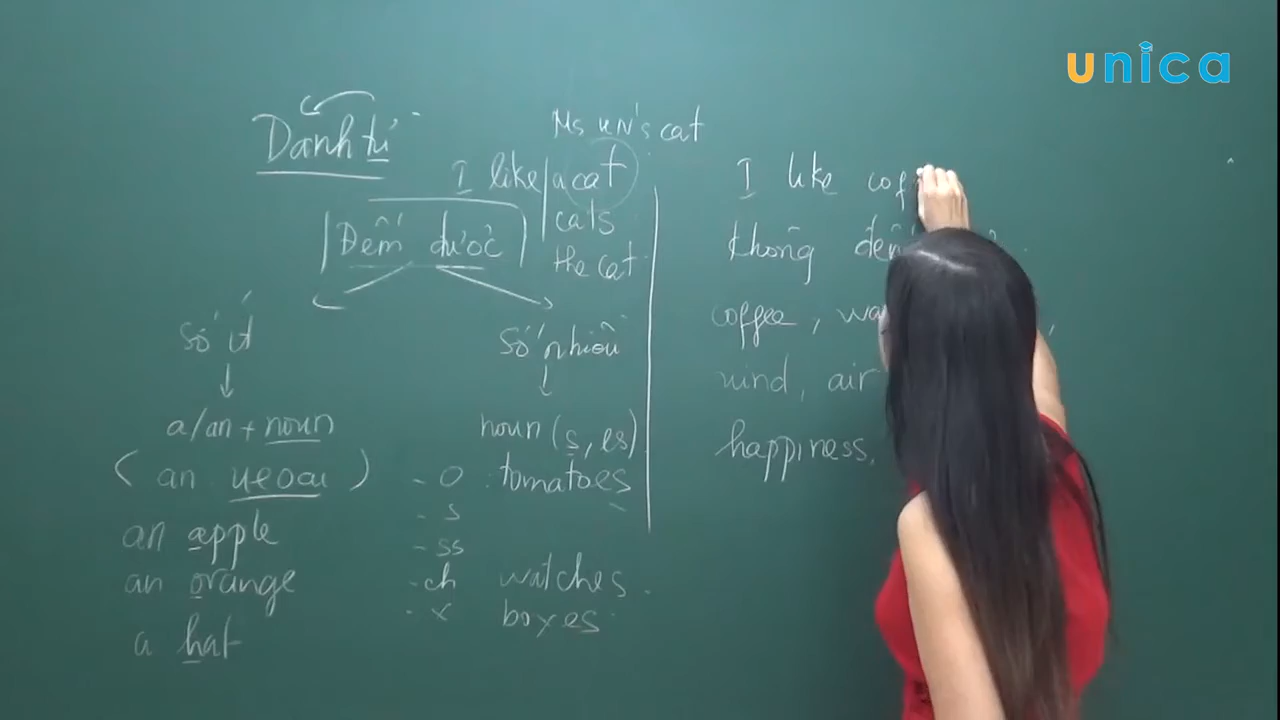 unica
Danh từ
Ms HN's cat
I like a cat
cats
the cat
Đếm được
số ít
số nhiều
a/an + noun
noun (s, es)
(an ueoai)
- o : tomatoes
an apple
- s
- ss
an orange
- ch watches.
- x boxes
a hat
I like cof
không đếm
coffee, wa
wind, air
happiness,